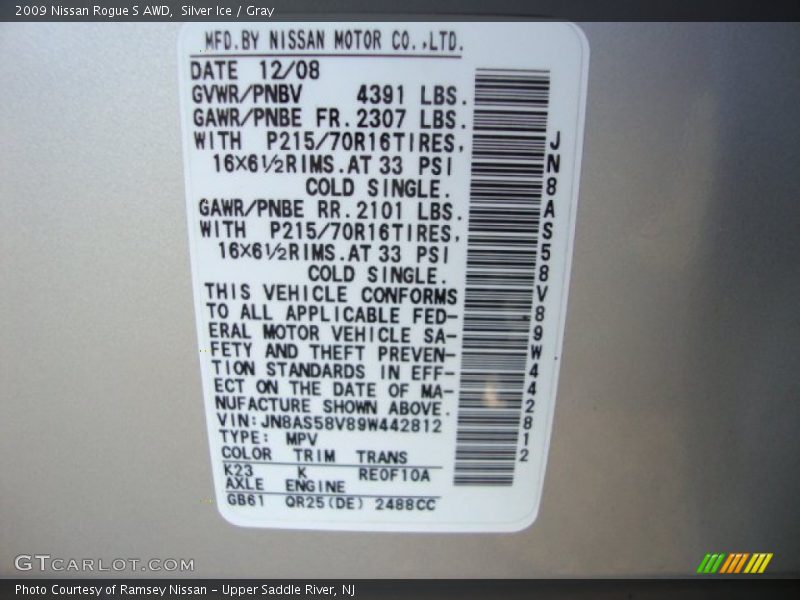 2009 Nissan Rogue S AWD,  Silver Ice / Gray
MFD.BY NISSAN MOTOR CO.,LTD.
DATE 12/08
GVWR/PNBV 4391 LBS.
GAWR/PNBE FR.2307 LBS.
WITH P215/70R16TIRES,
16X6½RIMS.AT 33 PSI
COLD SINGLE.
GAWR/PNBE RR.2101 LBS.
WITH P215/70R16TIRES,
16X6½RIMS.AT 33 PSI
COLD SINGLE.
THIS VEHICLE CONFORMS
TO ALL APPLICABLE FED-
ERAL MOTOR VEHICLE SA-
FETY AND THEFT PREVEN-
TION STANDARDS IN EFF-
ECT ON THE DATE OF MA-
NUFACTURE SHOWN ABOVE.
VIN:JN8AS58V89W442812
TYPE: MPV
COLOR TRIM TRANS
K23 K RE0F10A
AXLE ENGINE
GB61 QR25(DE) 2488CC
JN8AS58V89W442812
GTCARLOT.COM
Photo Courtesy of Ramsey Nissan - Upper Saddle River, NJ